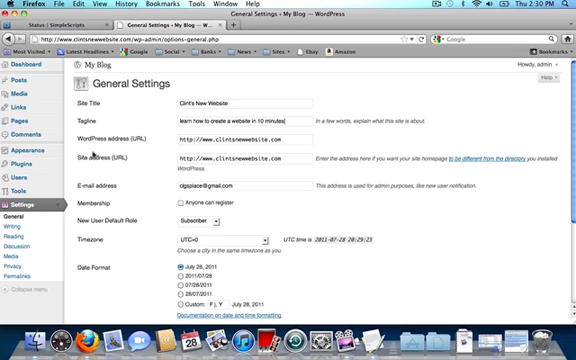 Firefox File Edit View History Bookmarks Tools Window Help Thu 2:30 PM
General Settings ‹ My Blog — WordPress
Status | SimpleScripts
General Settings ‹ My Blog — W...
http://www.clintsnewwebsite.com/wp-admin/options-general.php
Google
Most Visited Latest Headlines Google Social Banks News Sites Ebay Amazon Bookmarks
My Blog
Howdy, admin
Help
Dashboard
Posts
Media
Links
Pages
Comments
Appearance
Plugins
Users
Tools
Settings
General
Writing
Reading
Discussion
Media
Privacy
Permalinks
Collapse menu
General Settings
Site Title Clint's New Website
Tagline learn how to create a website in 10 minutes In a few words, explain what this site is about.
WordPress address (URL) http://www.clintsnewwebsite.com
Site address (URL) http://www.clintsnewwebsite.com Enter the address here if you want your site homepage to be different from the directory you installed
WordPress.
E-mail address clgsplace@gmail.com This address is used for admin purposes, like new user notification.
Membership Anyone can register
New User Default Role Subscriber
Timezone UTC+0 UTC time is 2011-07-28 20:29:23
Choose a city in the same timezone as you.
Date Format July 28, 2011
2011/07/28
07/28/2011
28/07/2011
Custom: F j, Y July 28, 2011
Documentation on date and time formatting.